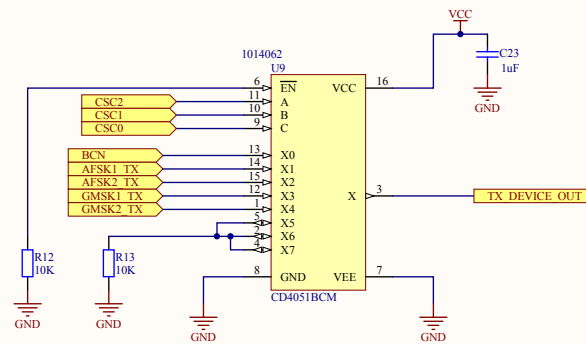 VCC
1014062
U9
C23
1uF
6 EN VCC 16
GND
CSC2 11 A
CSC1 10 B
CSC0 9 C
BCN 13 X0
AFSK1_TX 14 X1
AFSK2_TX 15 X2
GMSK1_TX 12 X3 X 3 TX_DEVICE_OUT
GMSK2_TX 1 X4
5 X5
2 X6
4 X7
R12
10K
R13
10K
8 GND VEE 7
CD4051BCM
GND
GND
GND
GND